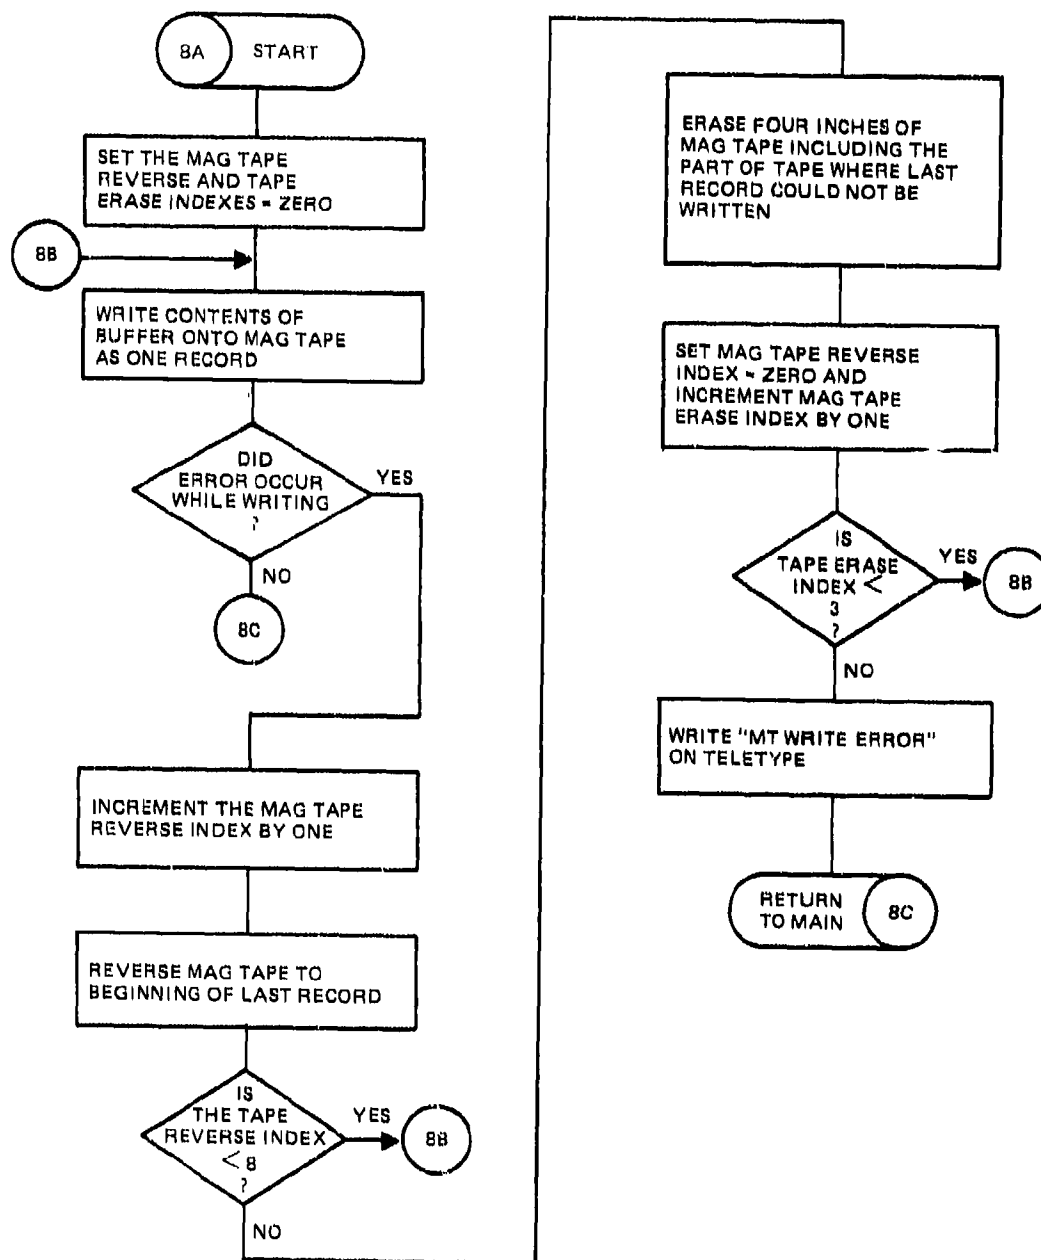 8A START
SET THE MAG TAPE
REVERSE AND TAPE
ERASE INDEXES = ZERO
8B
WRITE CONTENTS OF
BUFFER ONTO MAG TAPE
AS ONE RECORD
DID
ERROR OCCUR
WHILE WRITING
?
YES
NO
8C
INCREMENT THE MAG TAPE
REVERSE INDEX BY ONE
REVERSE MAG TAPE TO
BEGINNING OF LAST RECORD
IS
THE TAPE
REVERSE INDEX
< 8
?
YES
8B
NO
ERASE FOUR INCHES OF
MAG TAPE INCLUDING THE
PART OF TAPE WHERE LAST
RECORD COULD NOT BE
WRITTEN
SET MAG TAPE REVERSE
INDEX = ZERO AND
INCREMENT MAG TAPE
ERASE INDEX BY ONE
IS
TAPE ERASE
INDEX <
3
?
YES
8B
NO
WRITE "MT WRITE ERROR"
ON TELETYPE
RETURN
TO MAIN
8C